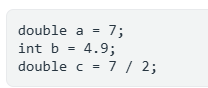 double a = 7;
int b = 4.9;
double c = 7 / 2;